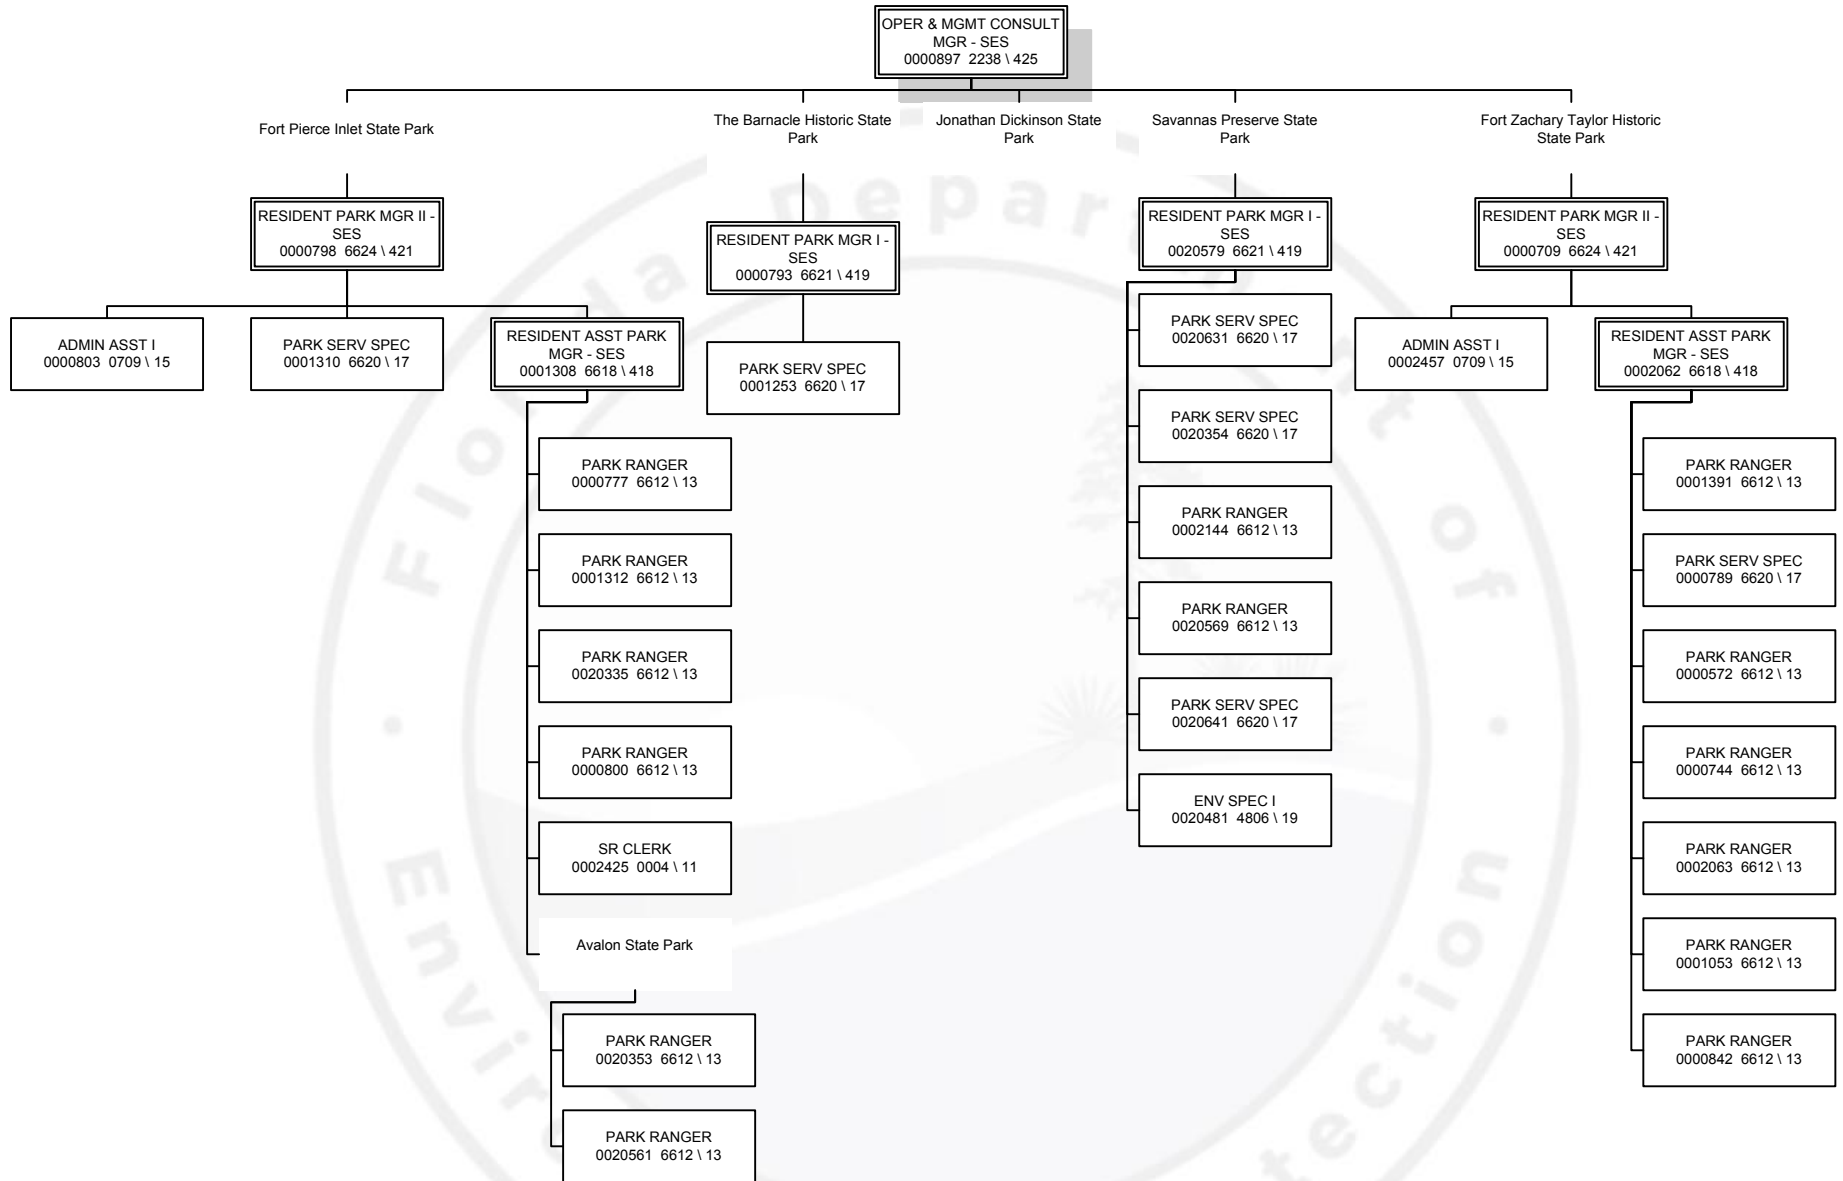 OPER & MGMT CONSULT
MGR - SES
0000897 2238 \ 425
Fort Pierce Inlet State Park
The Barnacle Historic State
Park
Jonathan Dickinson State
Park
Savannas Preserve State
Park
Fort Zachary Taylor Historic
State Park
RESIDENT PARK MGR II -
SES
0000798 6624 \ 421
ADMIN ASST I
0000803 0709 \ 15
PARK SERV SPEC
0001310 6620 \ 17
RESIDENT ASST PARK
MGR - SES
0001308 6618 \ 418
PARK RANGER
0000777 6612 \ 13
PARK RANGER
0001312 6612 \ 13
PARK RANGER
0020335 6612 \ 13
PARK RANGER
0000800 6612 \ 13
SR CLERK
0002425 0004 \ 11
Avalon State Park
PARK RANGER
0020353 6612 \ 13
PARK RANGER
0020561 6612 \ 13
RESIDENT PARK MGR I -
SES
0000793 6621 \ 419
PARK SERV SPEC
0001253 6620 \ 17
RESIDENT PARK MGR I -
SES
0020579 6621 \ 419
PARK SERV SPEC
0020631 6620 \ 17
PARK SERV SPEC
0020354 6620 \ 17
PARK RANGER
0002144 6612 \ 13
PARK RANGER
0020569 6612 \ 13
PARK SERV SPEC
0020641 6620 \ 17
ENV SPEC I
0020481 4806 \ 19
RESIDENT PARK MGR II -
SES
0000709 6624 \ 421
ADMIN ASST I
0002457 0709 \ 15
RESIDENT ASST PARK
MGR - SES
0002062 6618 \ 418
PARK RANGER
0001391 6612 \ 13
PARK SERV SPEC
0000789 6620 \ 17
PARK RANGER
0000572 6612 \ 13
PARK RANGER
0000744 6612 \ 13
PARK RANGER
0002063 6612 \ 13
PARK RANGER
0001053 6612 \ 13
PARK RANGER
0000842 6612 \ 13